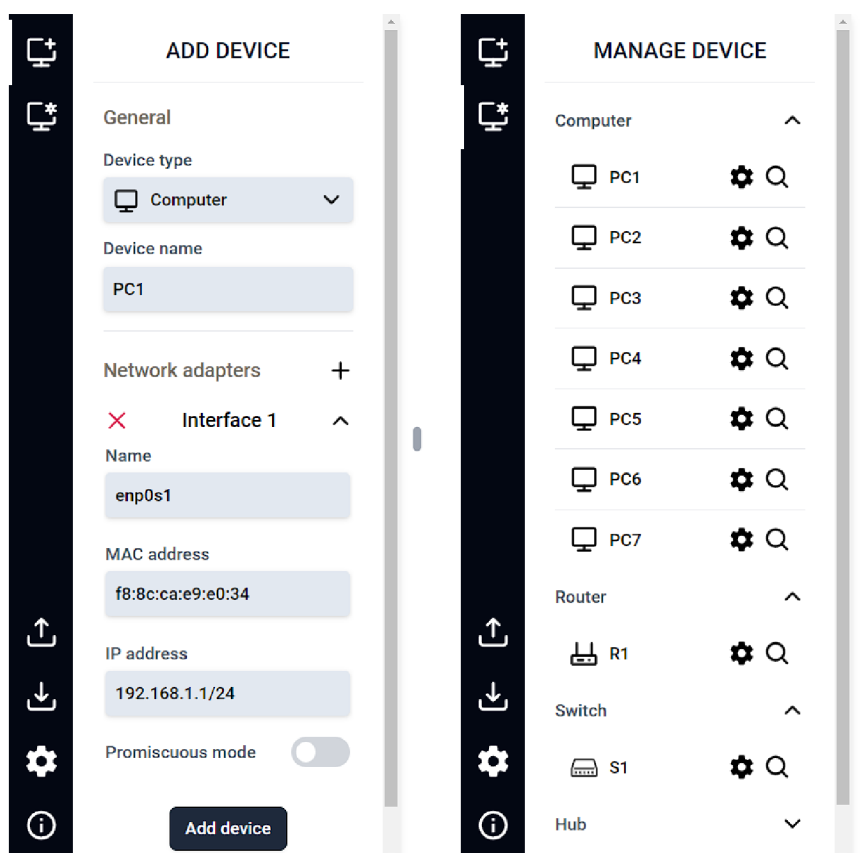 ADD DEVICE
General
Device type
Computer
Device name
PC1
Network adapters
Interface 1
Name
enp0s1
MAC address
f8:8c:ca:e9:e0:34
IP address
192.168.1.1/24
Promiscuous mode
Add device
MANAGE DEVICE
Computer
PC1
PC2
PC3
PC4
PC5
PC6
PC7
Router
R1
Switch
S1
Hub